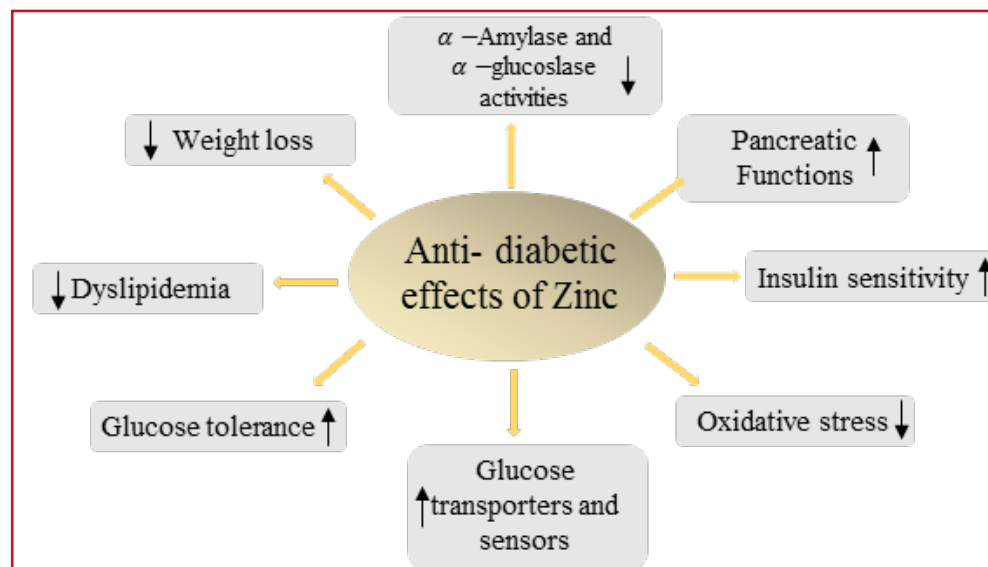 α –Amylase and
α –glucoslase ↓
activities
↓ Weight loss
Pancreatic ↑
Functions
Anti- diabetic
effects of Zinc
↓ Dyslipidemia
Insulin sensitivity ↑
Glucose tolerance ↑
Oxidative stress ↓
Glucose
↑ transporters and
sensors